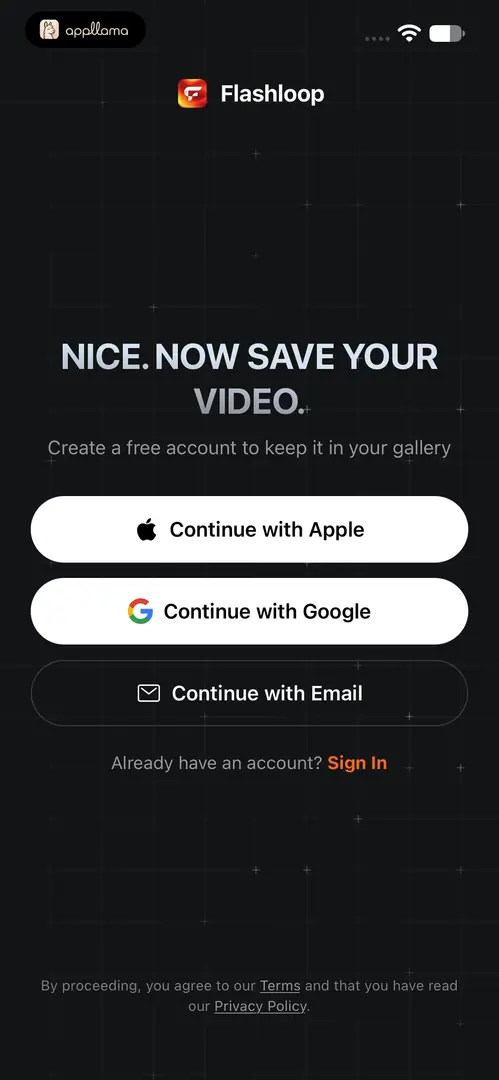 appllama
Flashloop
NICE. NOW SAVE YOUR
VIDEO.
Create a free account to keep it in your gallery
Continue with Apple
Continue with Google
Continue with Email
Already have an account? Sign In
By proceeding, you agree to our Terms and that you have read
our Privacy Policy.